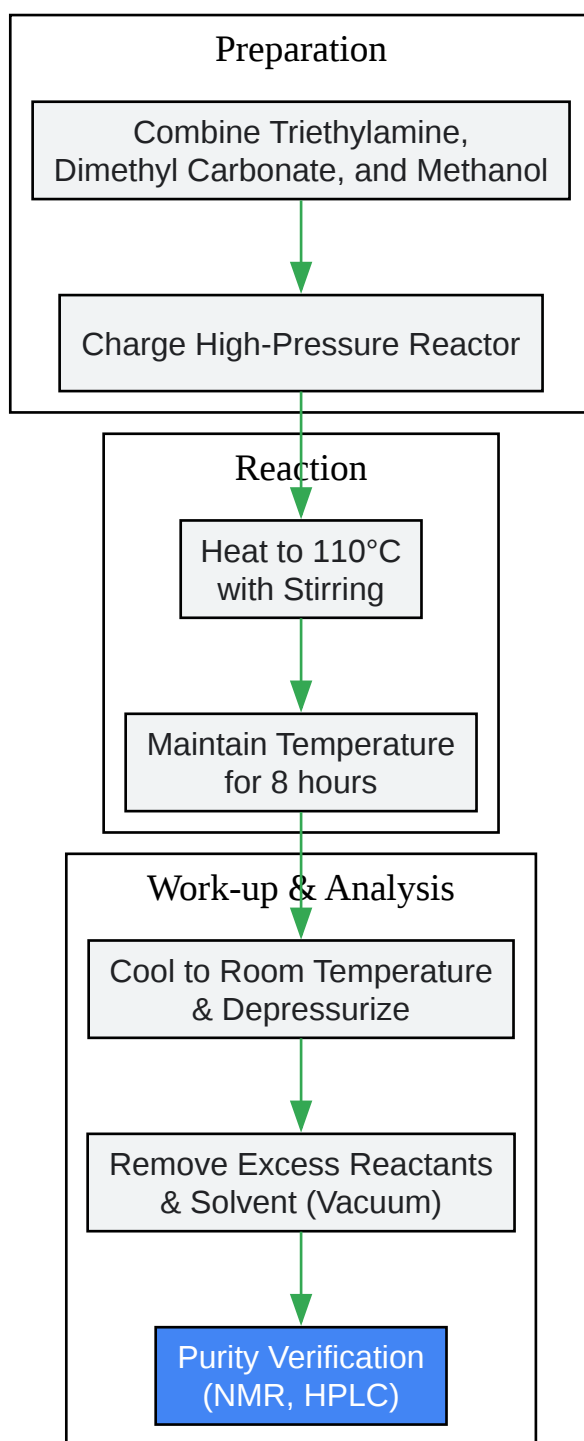 Preparation
Combine Triethylamine,
Dimethyl Carbonate, and Methanol
Charge High-Pressure Reactor
Reaction
Heat to 110°C
with Stirring
Maintain Temperature
for 8 hours
Work-up & Analysis
Cool to Room Temperature
& Depressurize
Remove Excess Reactants
& Solvent (Vacuum)
Purity Verification
(NMR, HPLC)